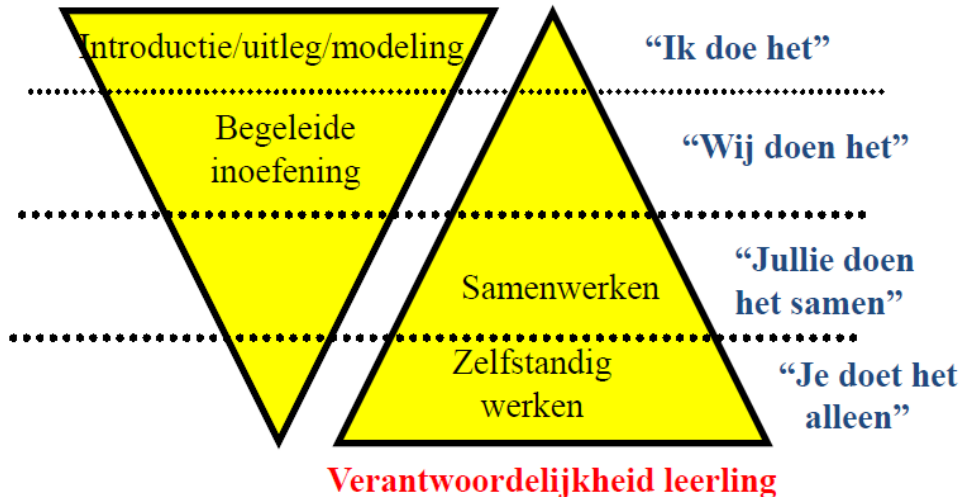 Introductie/uitleg/modeling
“Ik doe het”
Begeleide
inoefening
“Wij doen het”
Samenwerken
“Jullie doen
het samen”
Zelfstandig
werken
“Je doet het
alleen”
Verantwoordelijkheid leerling